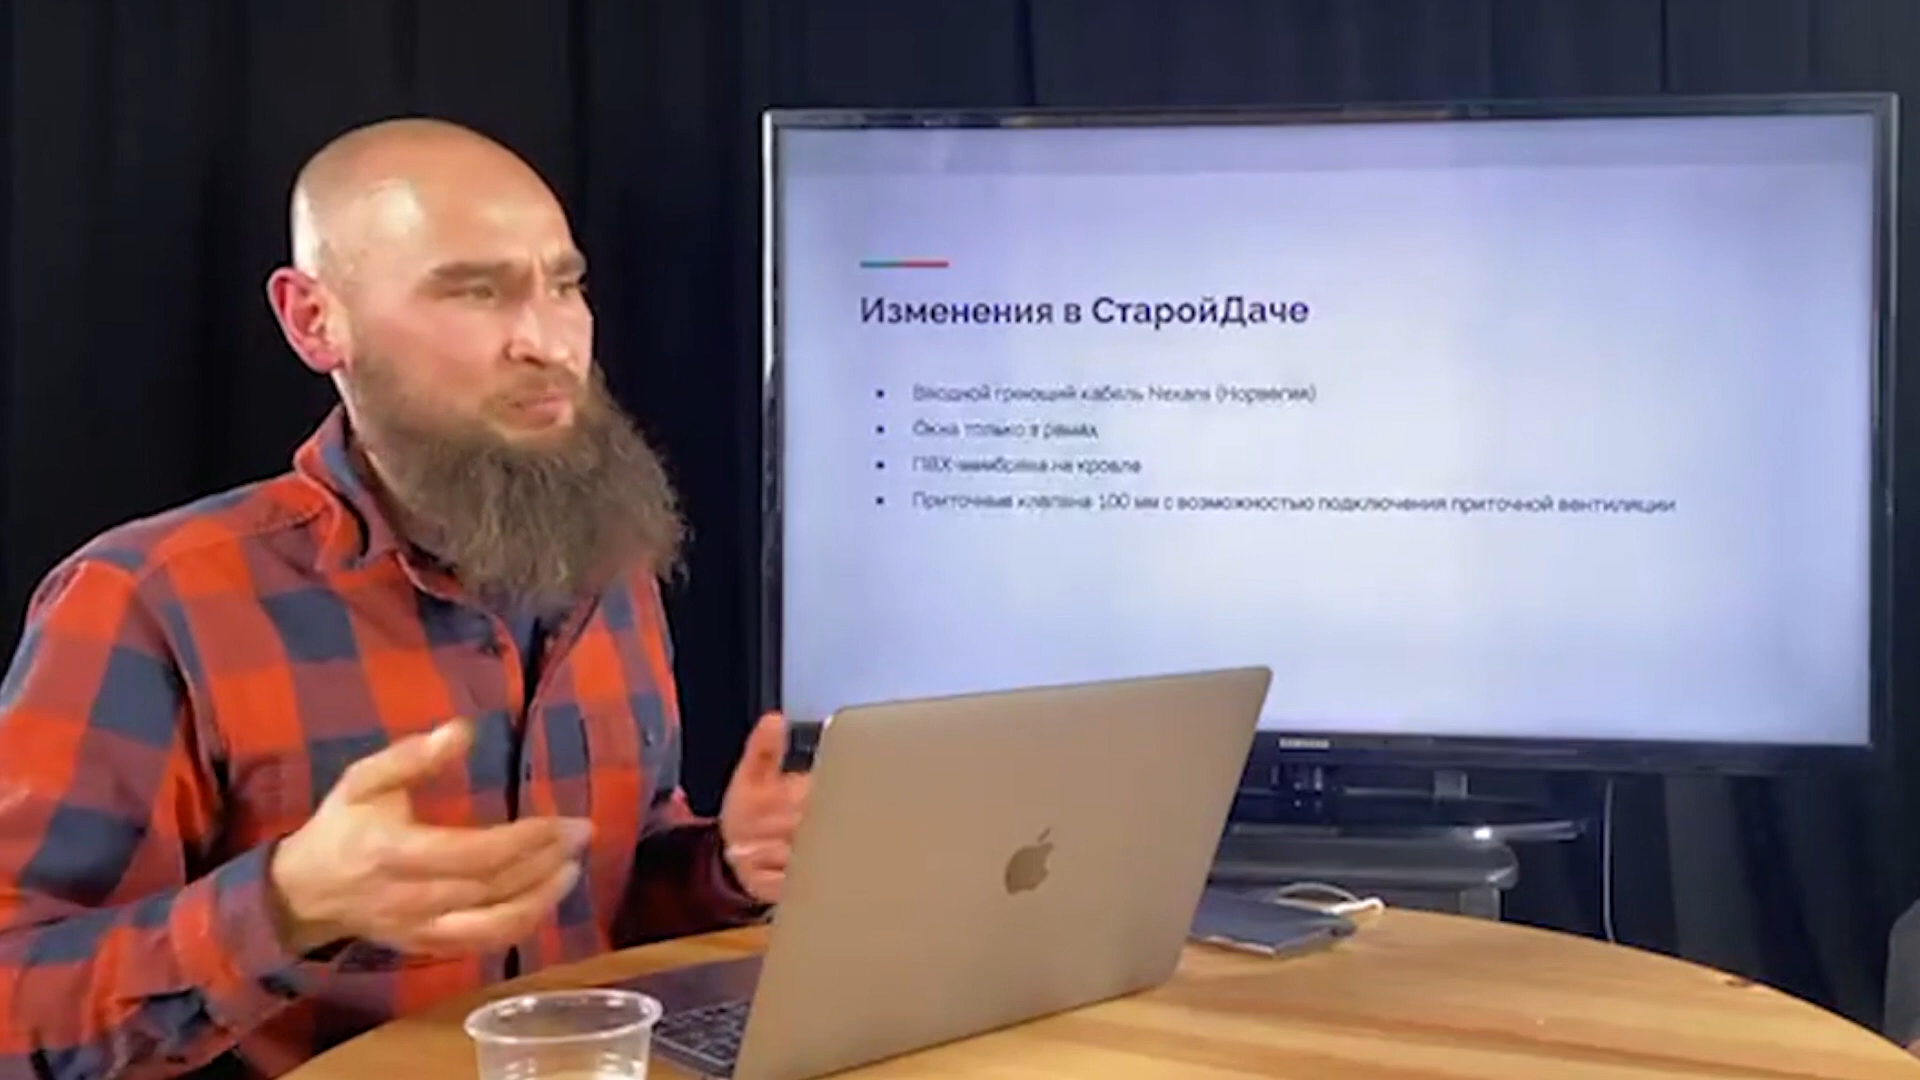 Изменения в СтаройДаче
Вводной греющий кабель Nexans (Норвегия)
Окна только в рамах
ПВХ-мембрана на кровле
Приточные клапана 100 мм с возможностью подключения приточной вентиляции
SAMSUNG